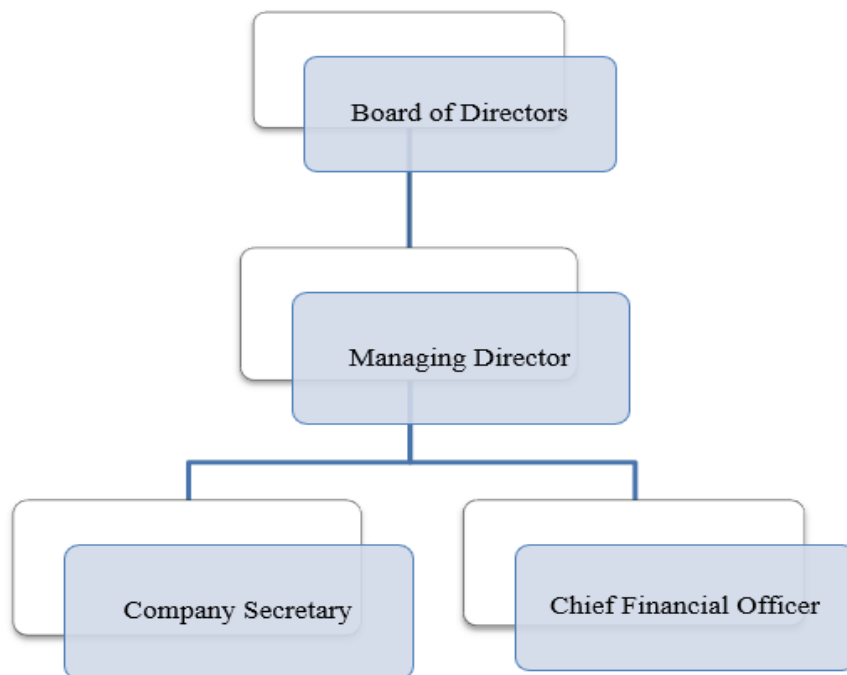 Board of Directors
Managing Director
Company Secretary
Chief Financial Officer